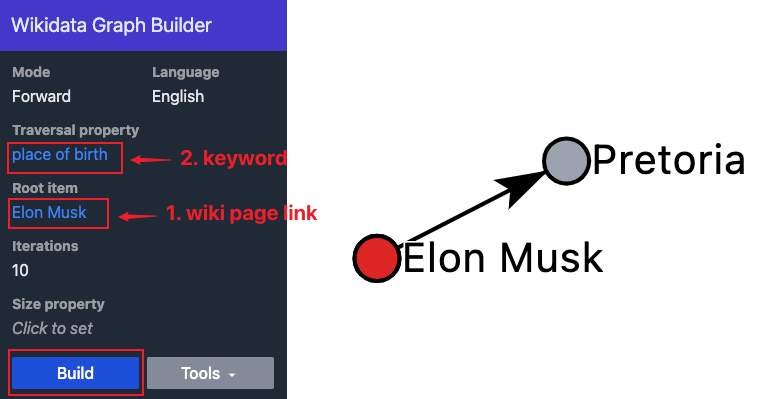 Wikidata Graph Builder
Mode
Language
Forward
English
Traversal property
place of birth
2. keyword
Root item
Elon Musk
1. wiki page link
Iterations
10
Size property
Click to set
Build
Tools
Pretoria
Elon Musk